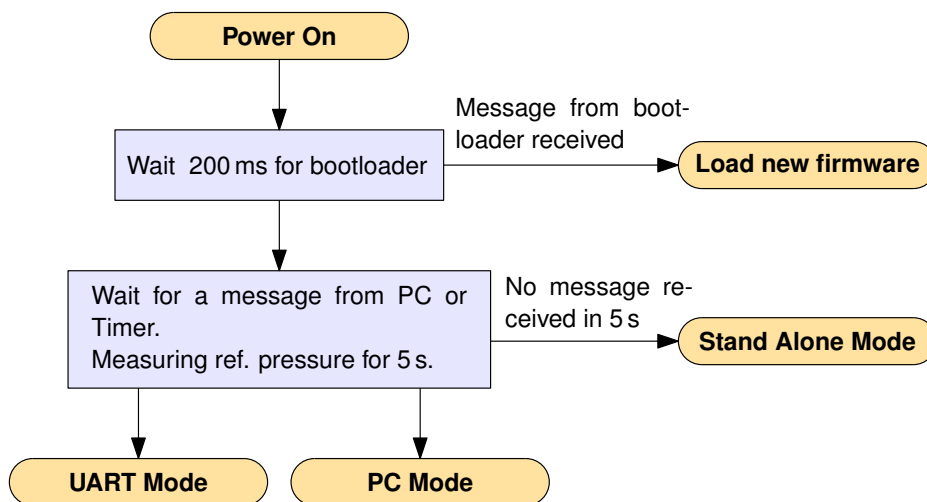 Power On
Message from boot-
loader received
Wait 200 ms for bootloader
Load new firmware
Wait for a message from PC or
Timer.
Measuring ref. pressure for 5 s.
No message re-
ceived in 5 s
Stand Alone Mode
UART Mode
PC Mode